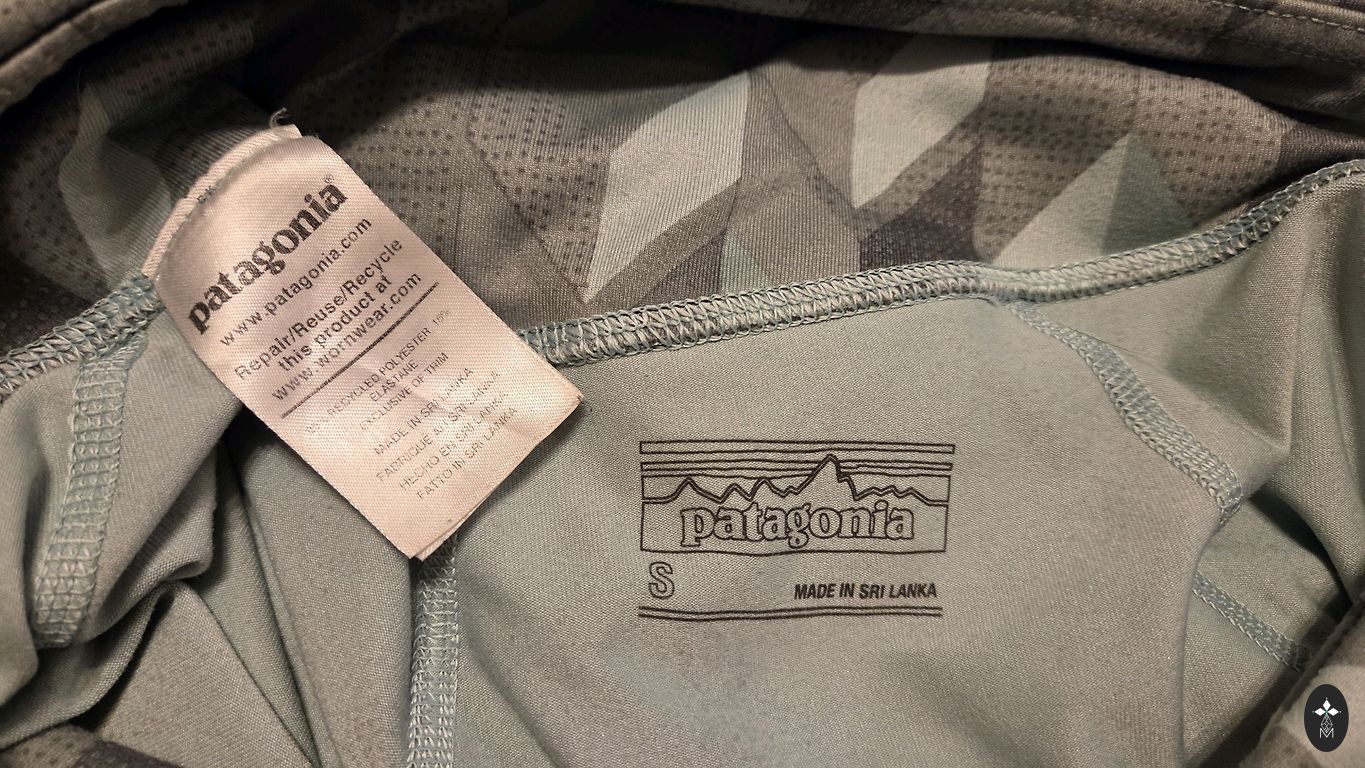 patagonia®
www.patagonia.com
Repair/Reuse/Recycle
this product at
www.wornwear.com
RECYCLED POLYESTER
ELASTANE
EXCLUSIVE OF TRIM
MADE IN SRI LANKA
FABRIQUÉ AU SRI LANKA
HECHO EN SRI LANKA
FATTO IN SRI LANKA
patagonia
S
MADE IN SRI LANKA
M